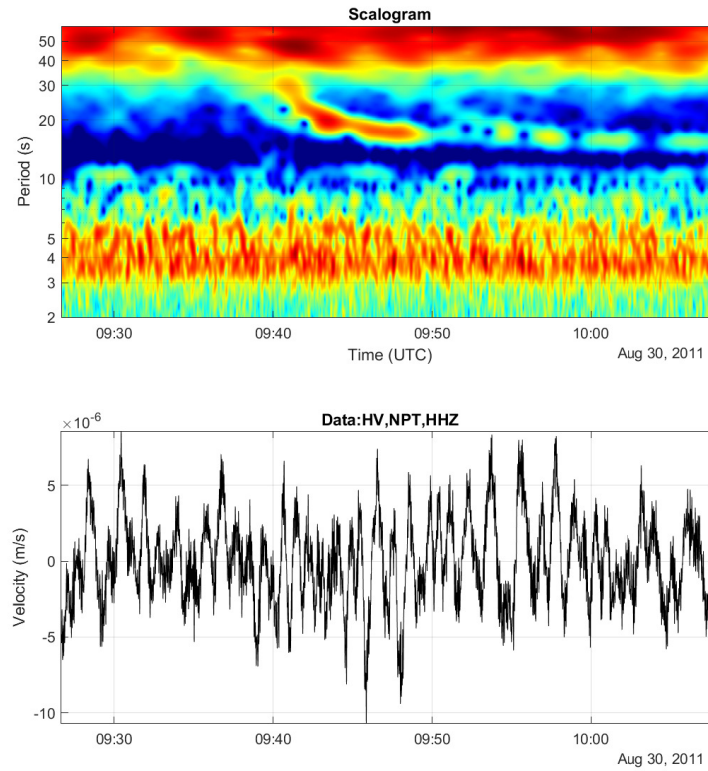 Scalogram
50
40
30
20
10
5
4
3
2
Period (s)
09:30 09:40 09:50 10:00
Time (UTC)
Aug 30, 2011
Data:HV,NPT,HHZ
×10⁻⁶
5
0
-5
-10
Velocity (m/s)
09:30 09:40 09:50 10:00
Aug 30, 2011